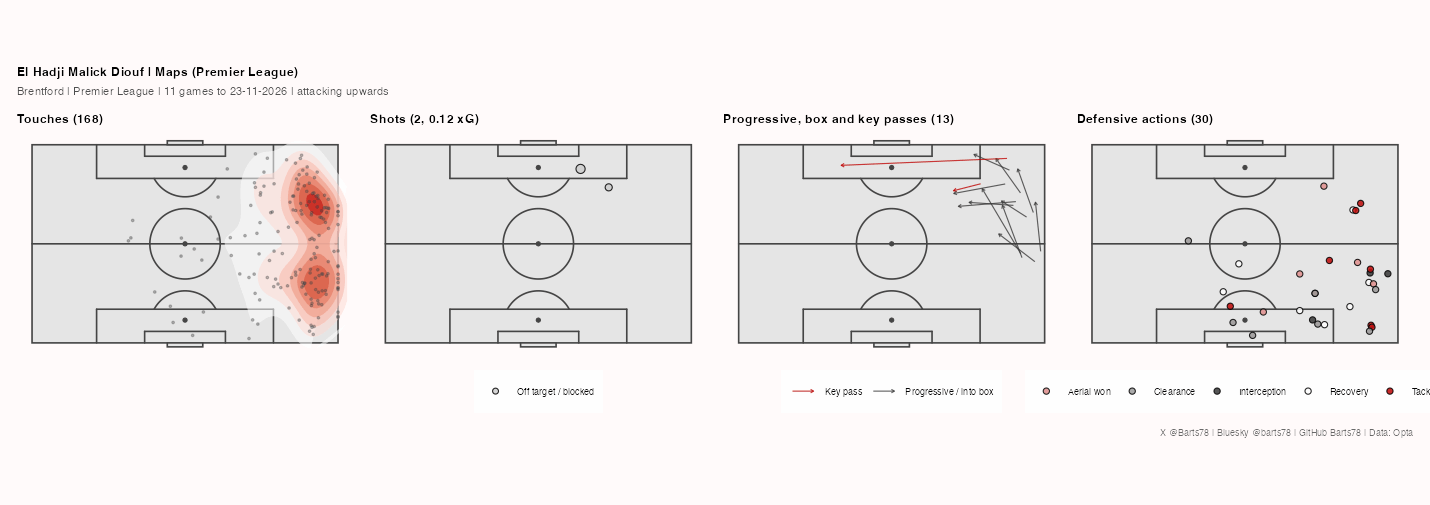 El Hadji Malick Diouf | Maps (Premier League)
Brentford | Premier League | 11 games to 23-11-2026 | attacking upwards
Touches (168)
Shots (2, 0.12 xG)
Progressive, box and key passes (13)
Defensive actions (30)
Off target / blocked
Key pass
Progressive / into box
Aerial won
Clearance
Interception
Recovery
Tack
X @Barts78 | Bluesky @barts78 | GitHub Barts78 | Data: Opta